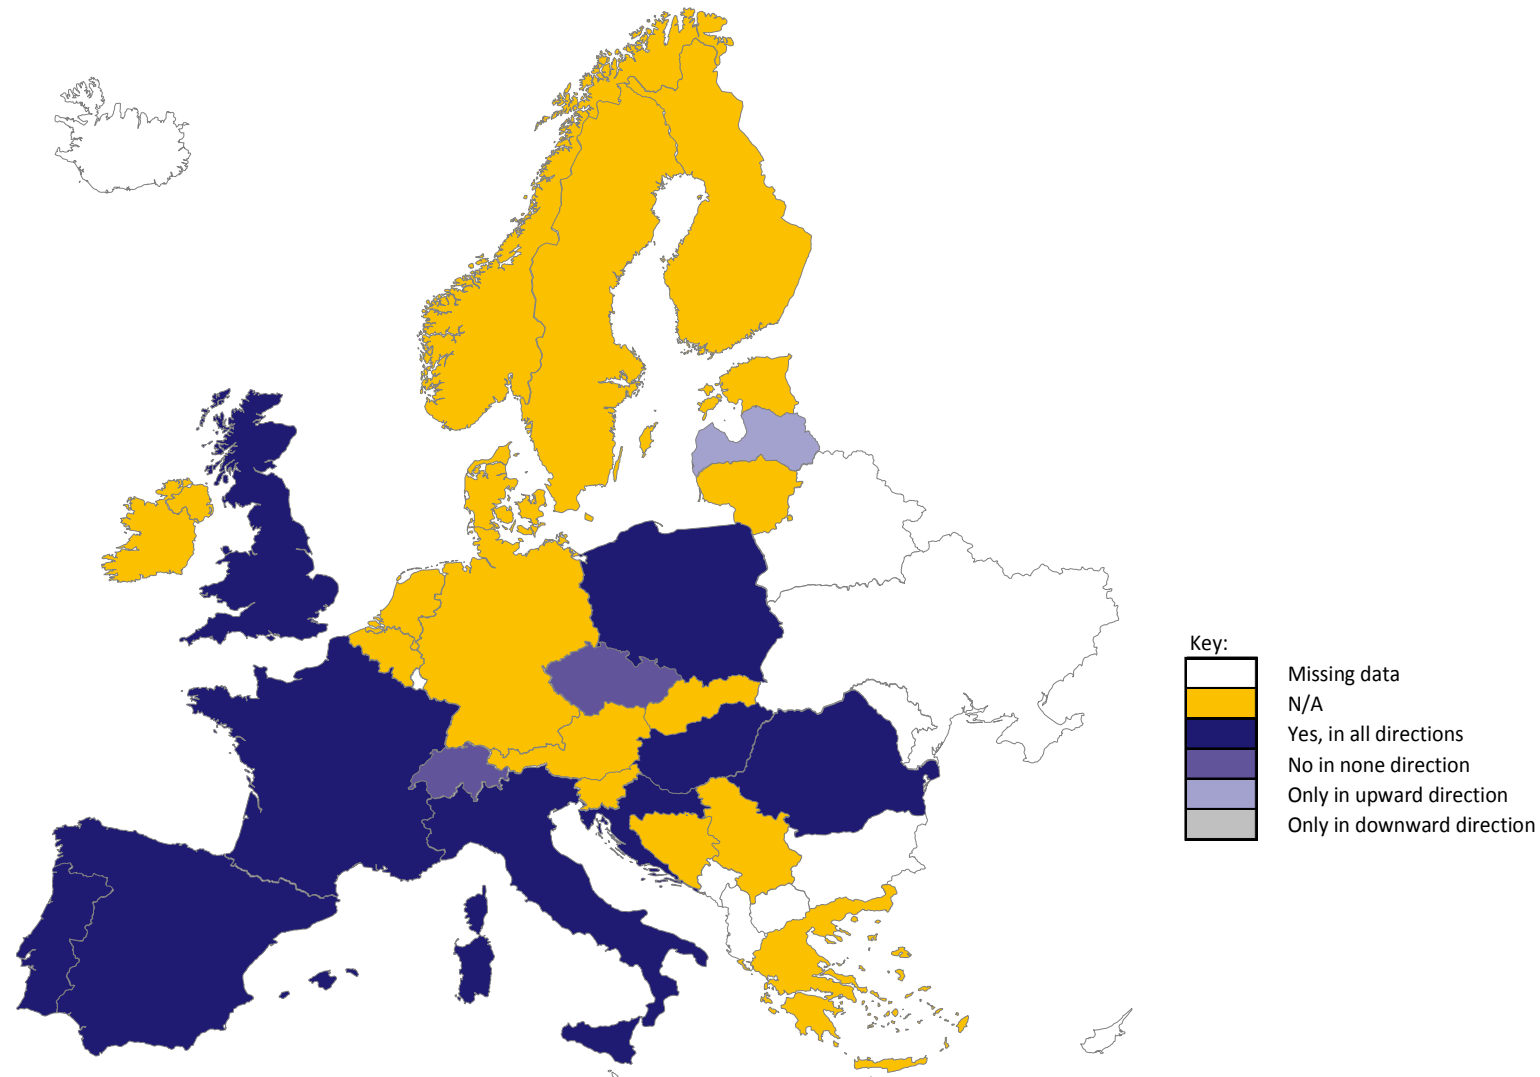 Key:
Missing data
N/A
Yes, in all directions
No in none direction
Only in upward direction
Only in downward direction